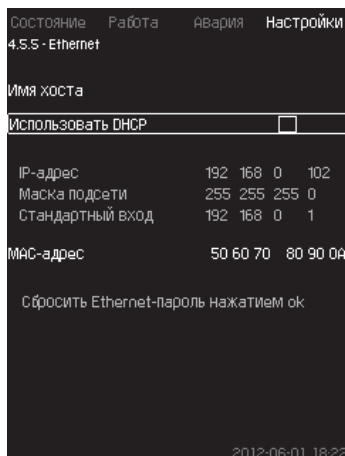 Состояние Работа Авария Настройки
4.5.5 - Ethernet
Имя хоста
Использовать DHCP
IP-адрес 192 168 0 102
Маска подсети 255 255 255 0
Стандартный вход 192 168 0 1
MAC-адрес 50 60 70 80 90 0A
Сбросить Ethernet-пароль нажатием ok
2012-06-01 18:22